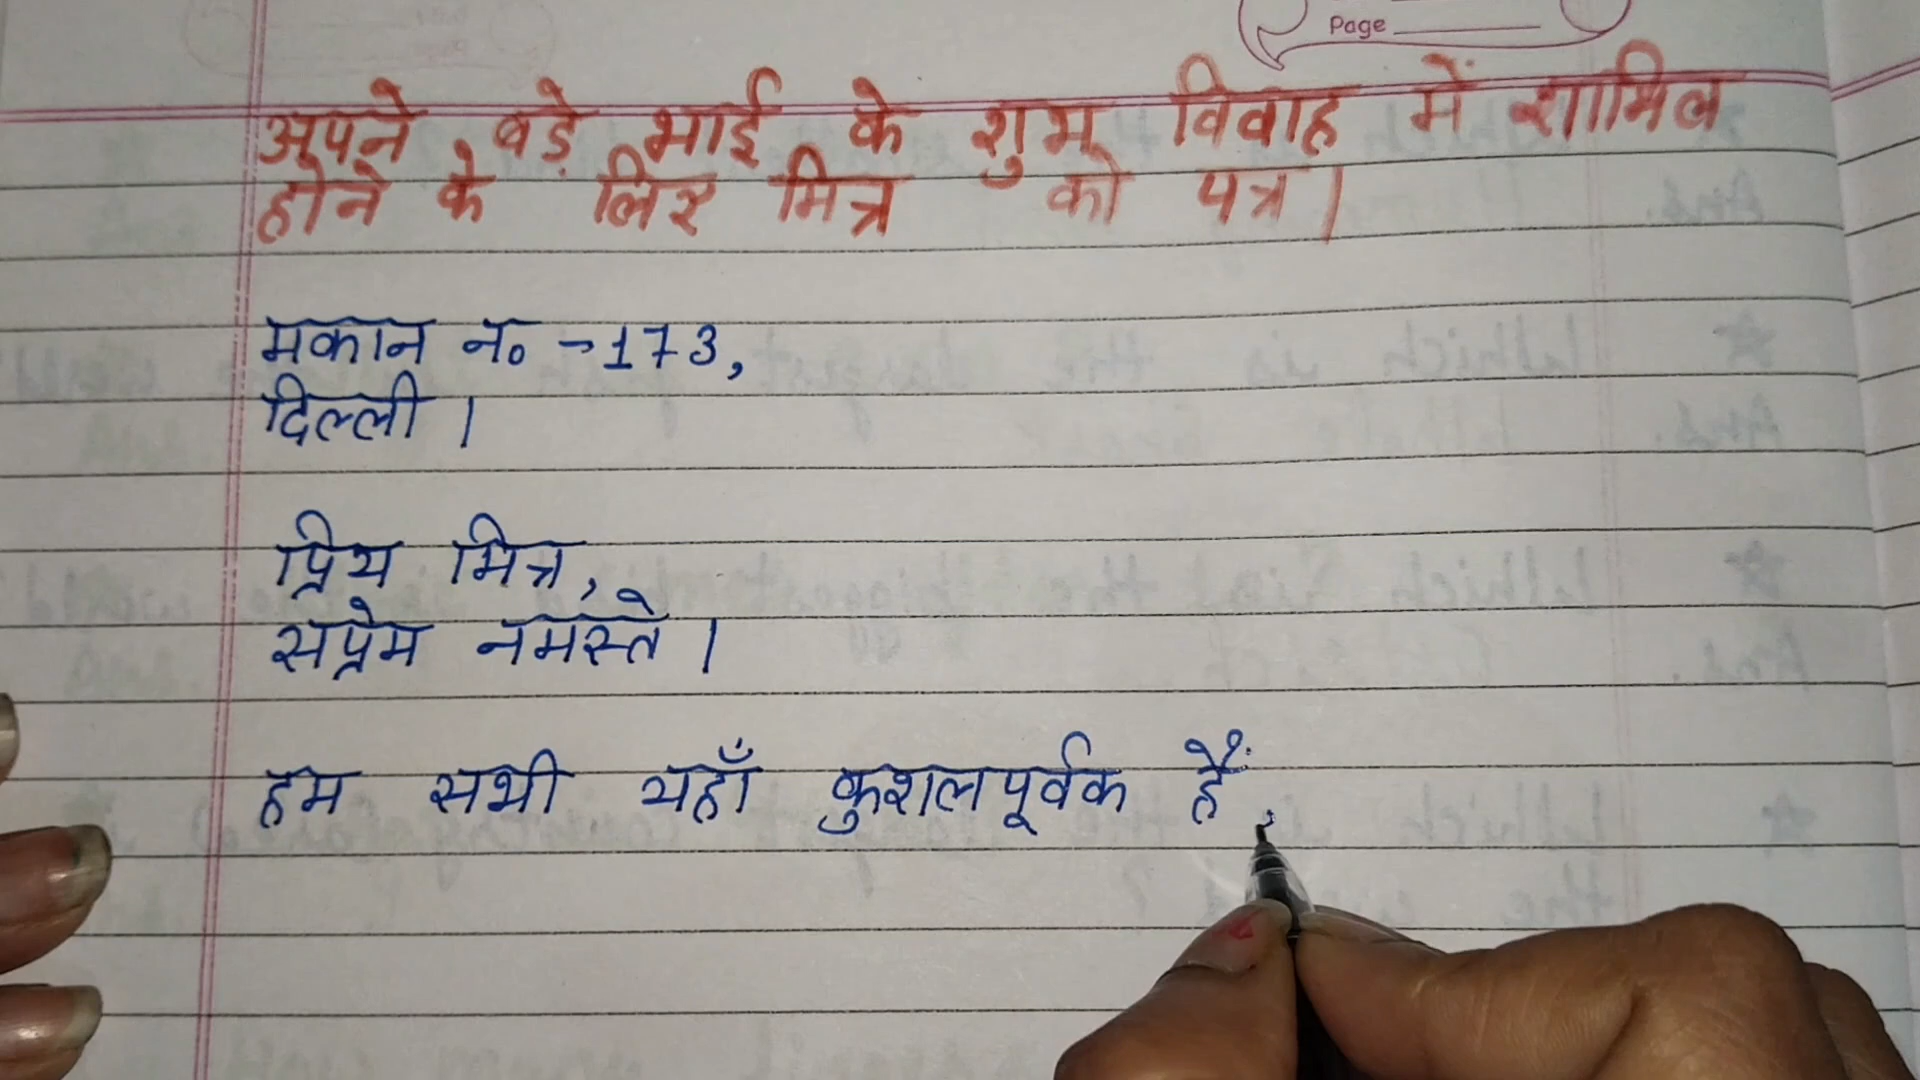 Page
अपने बड़े भाई के शुभ विवाह में शामिल
होने के लिए मित्र को पत्र।
मकान नं० -173,
दिल्ली।
प्रिय मित्र,
सप्रेम नमस्ते।
हम सभी यहाँ कुशलपूर्वक हैं,